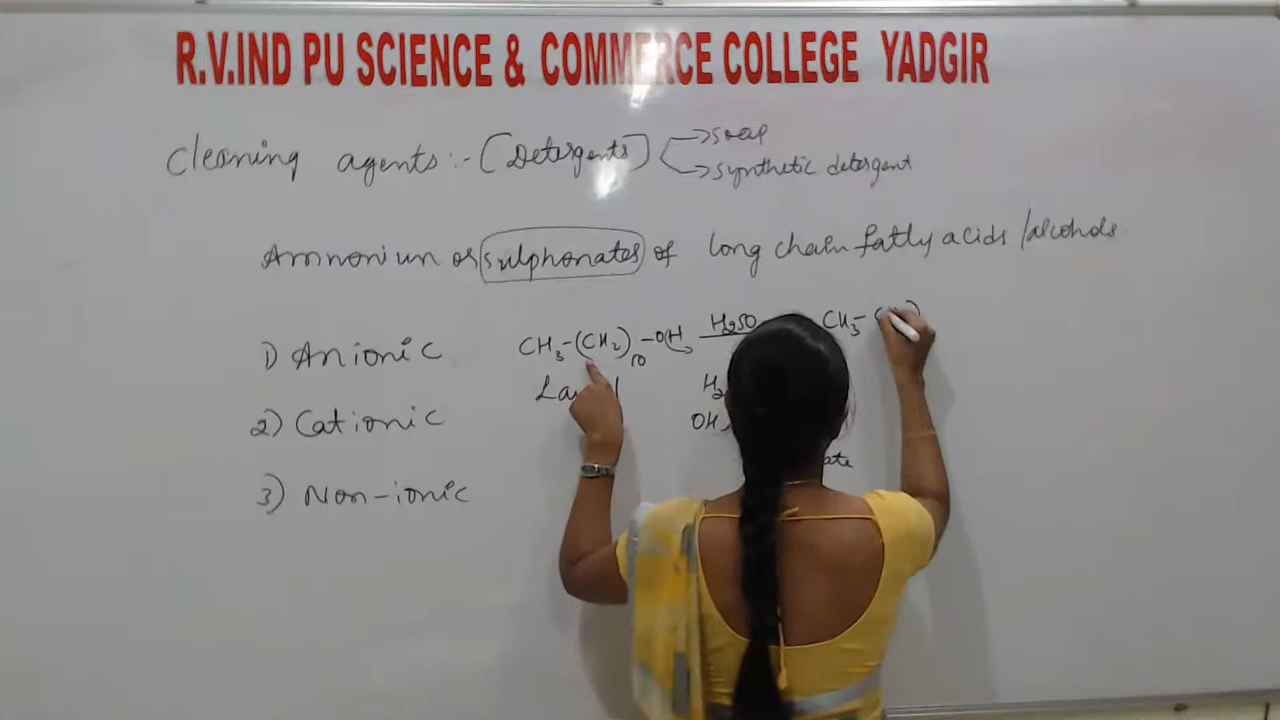 R.V.IND PU SCIENCE & COMMERCE COLLEGE YADGIR
Cleaning agents:- [Detergents]
→ soap
→ synthetic detergent
Ammonium or sulphonates of long chain fatty acids / alcohols
1) Anionic
CH3-(CH2)10-OH H2SO CH3-
2) Cationic
3) Non-ionic